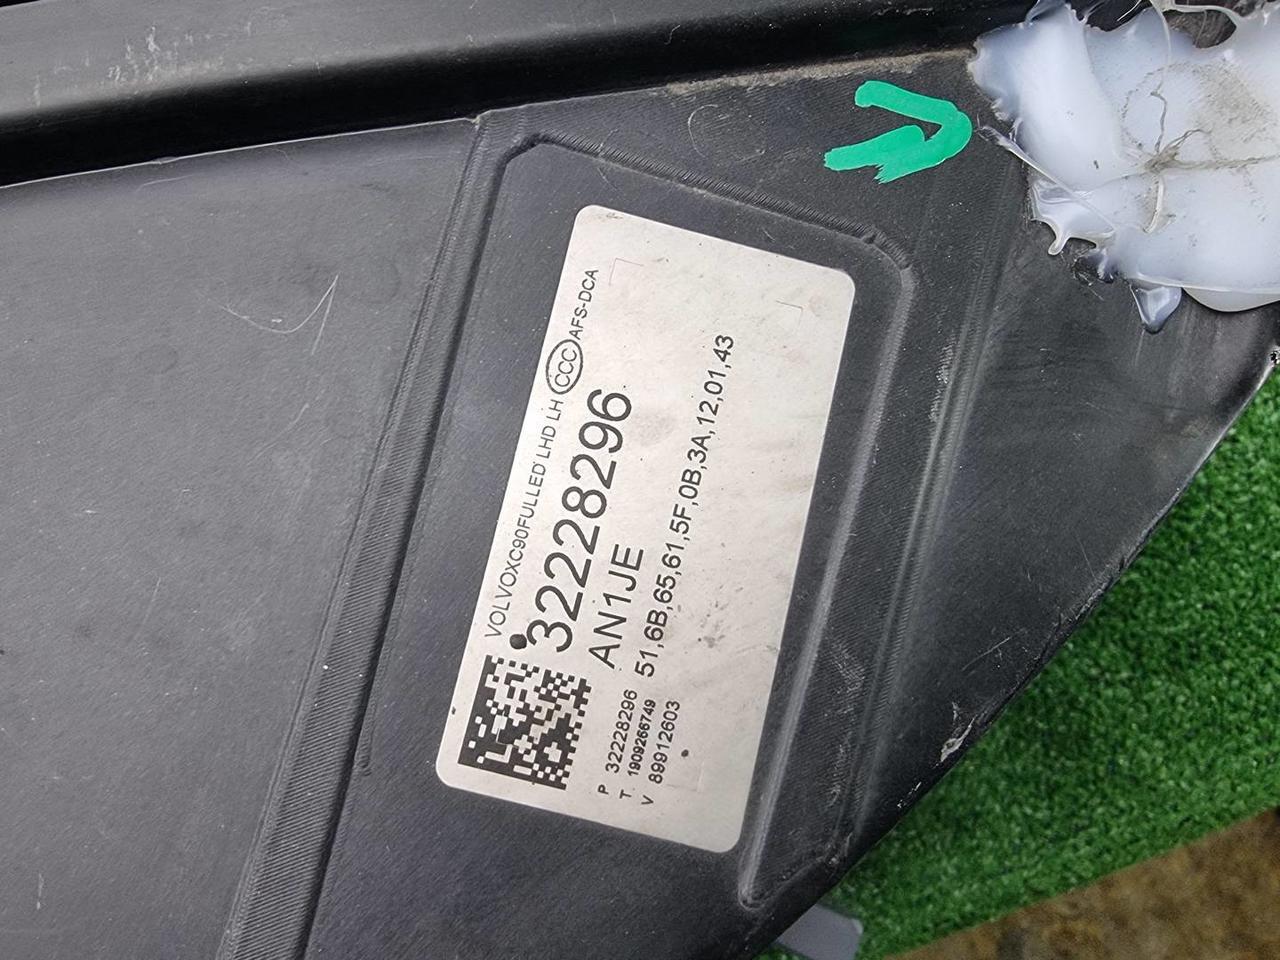 VOLVOXC90FULLED LHD LH CCC AFS-DCA
32228296
AN1JE
51,6B,65,61,5F,0B,3A,12,01,43
P 32228296
T 1909266749
V 89912603